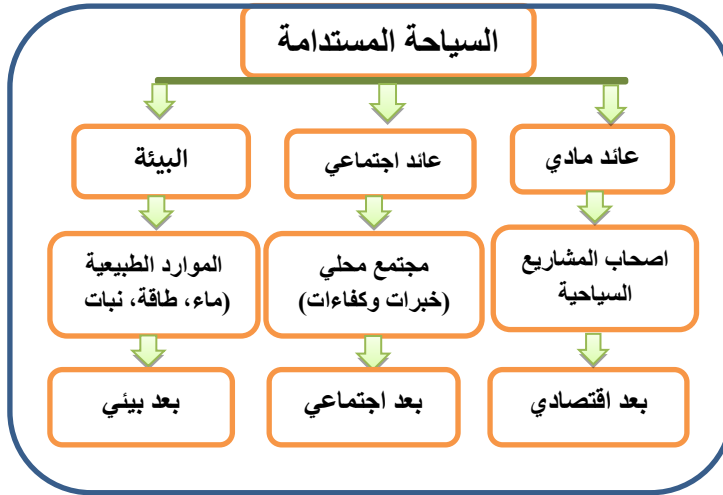 السياحة المستدامة
عائد مادي
عائد اجتماعي
البيئة
اصحاب المشاريع
السياحية
مجتمع محلي
(خبرات وكفاءات)
الموارد الطبيعية
(ماء، طاقة، نبات
بعد اقتصادي
بعد اجتماعي
بعد بيئي